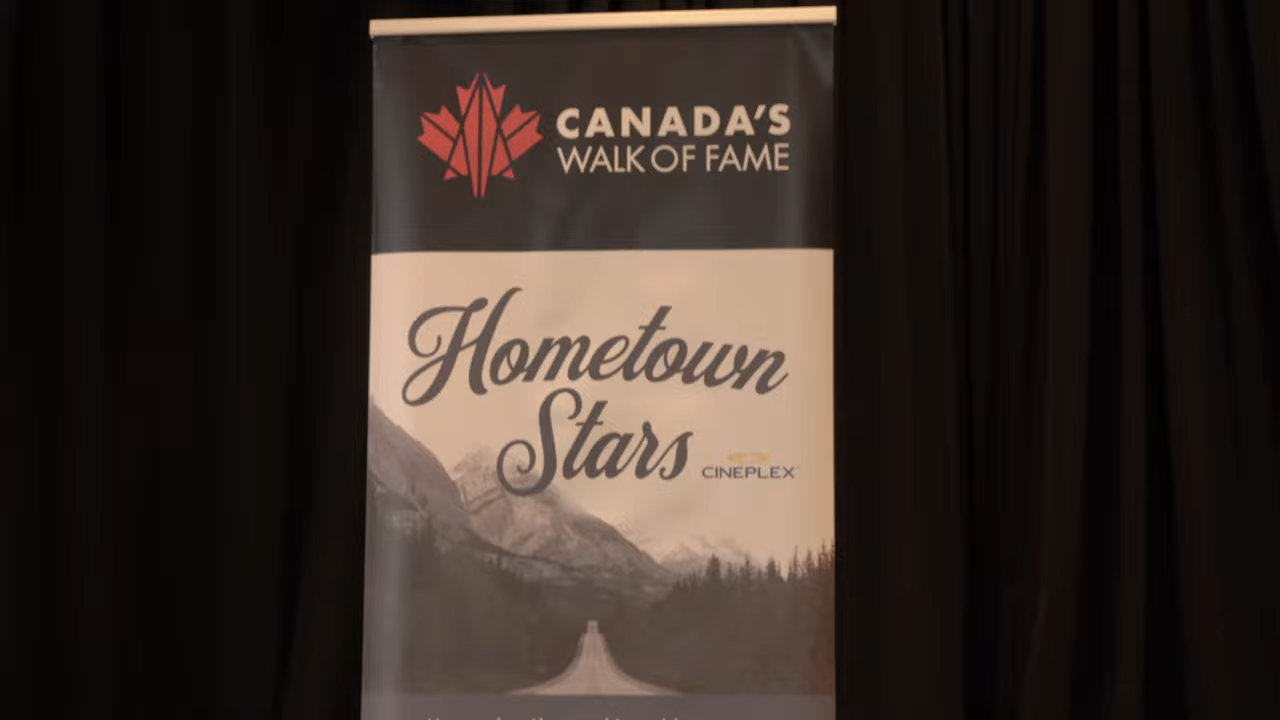 CANADA'S
WALK OF FAME
Hometown
Stars
CINEPLEX